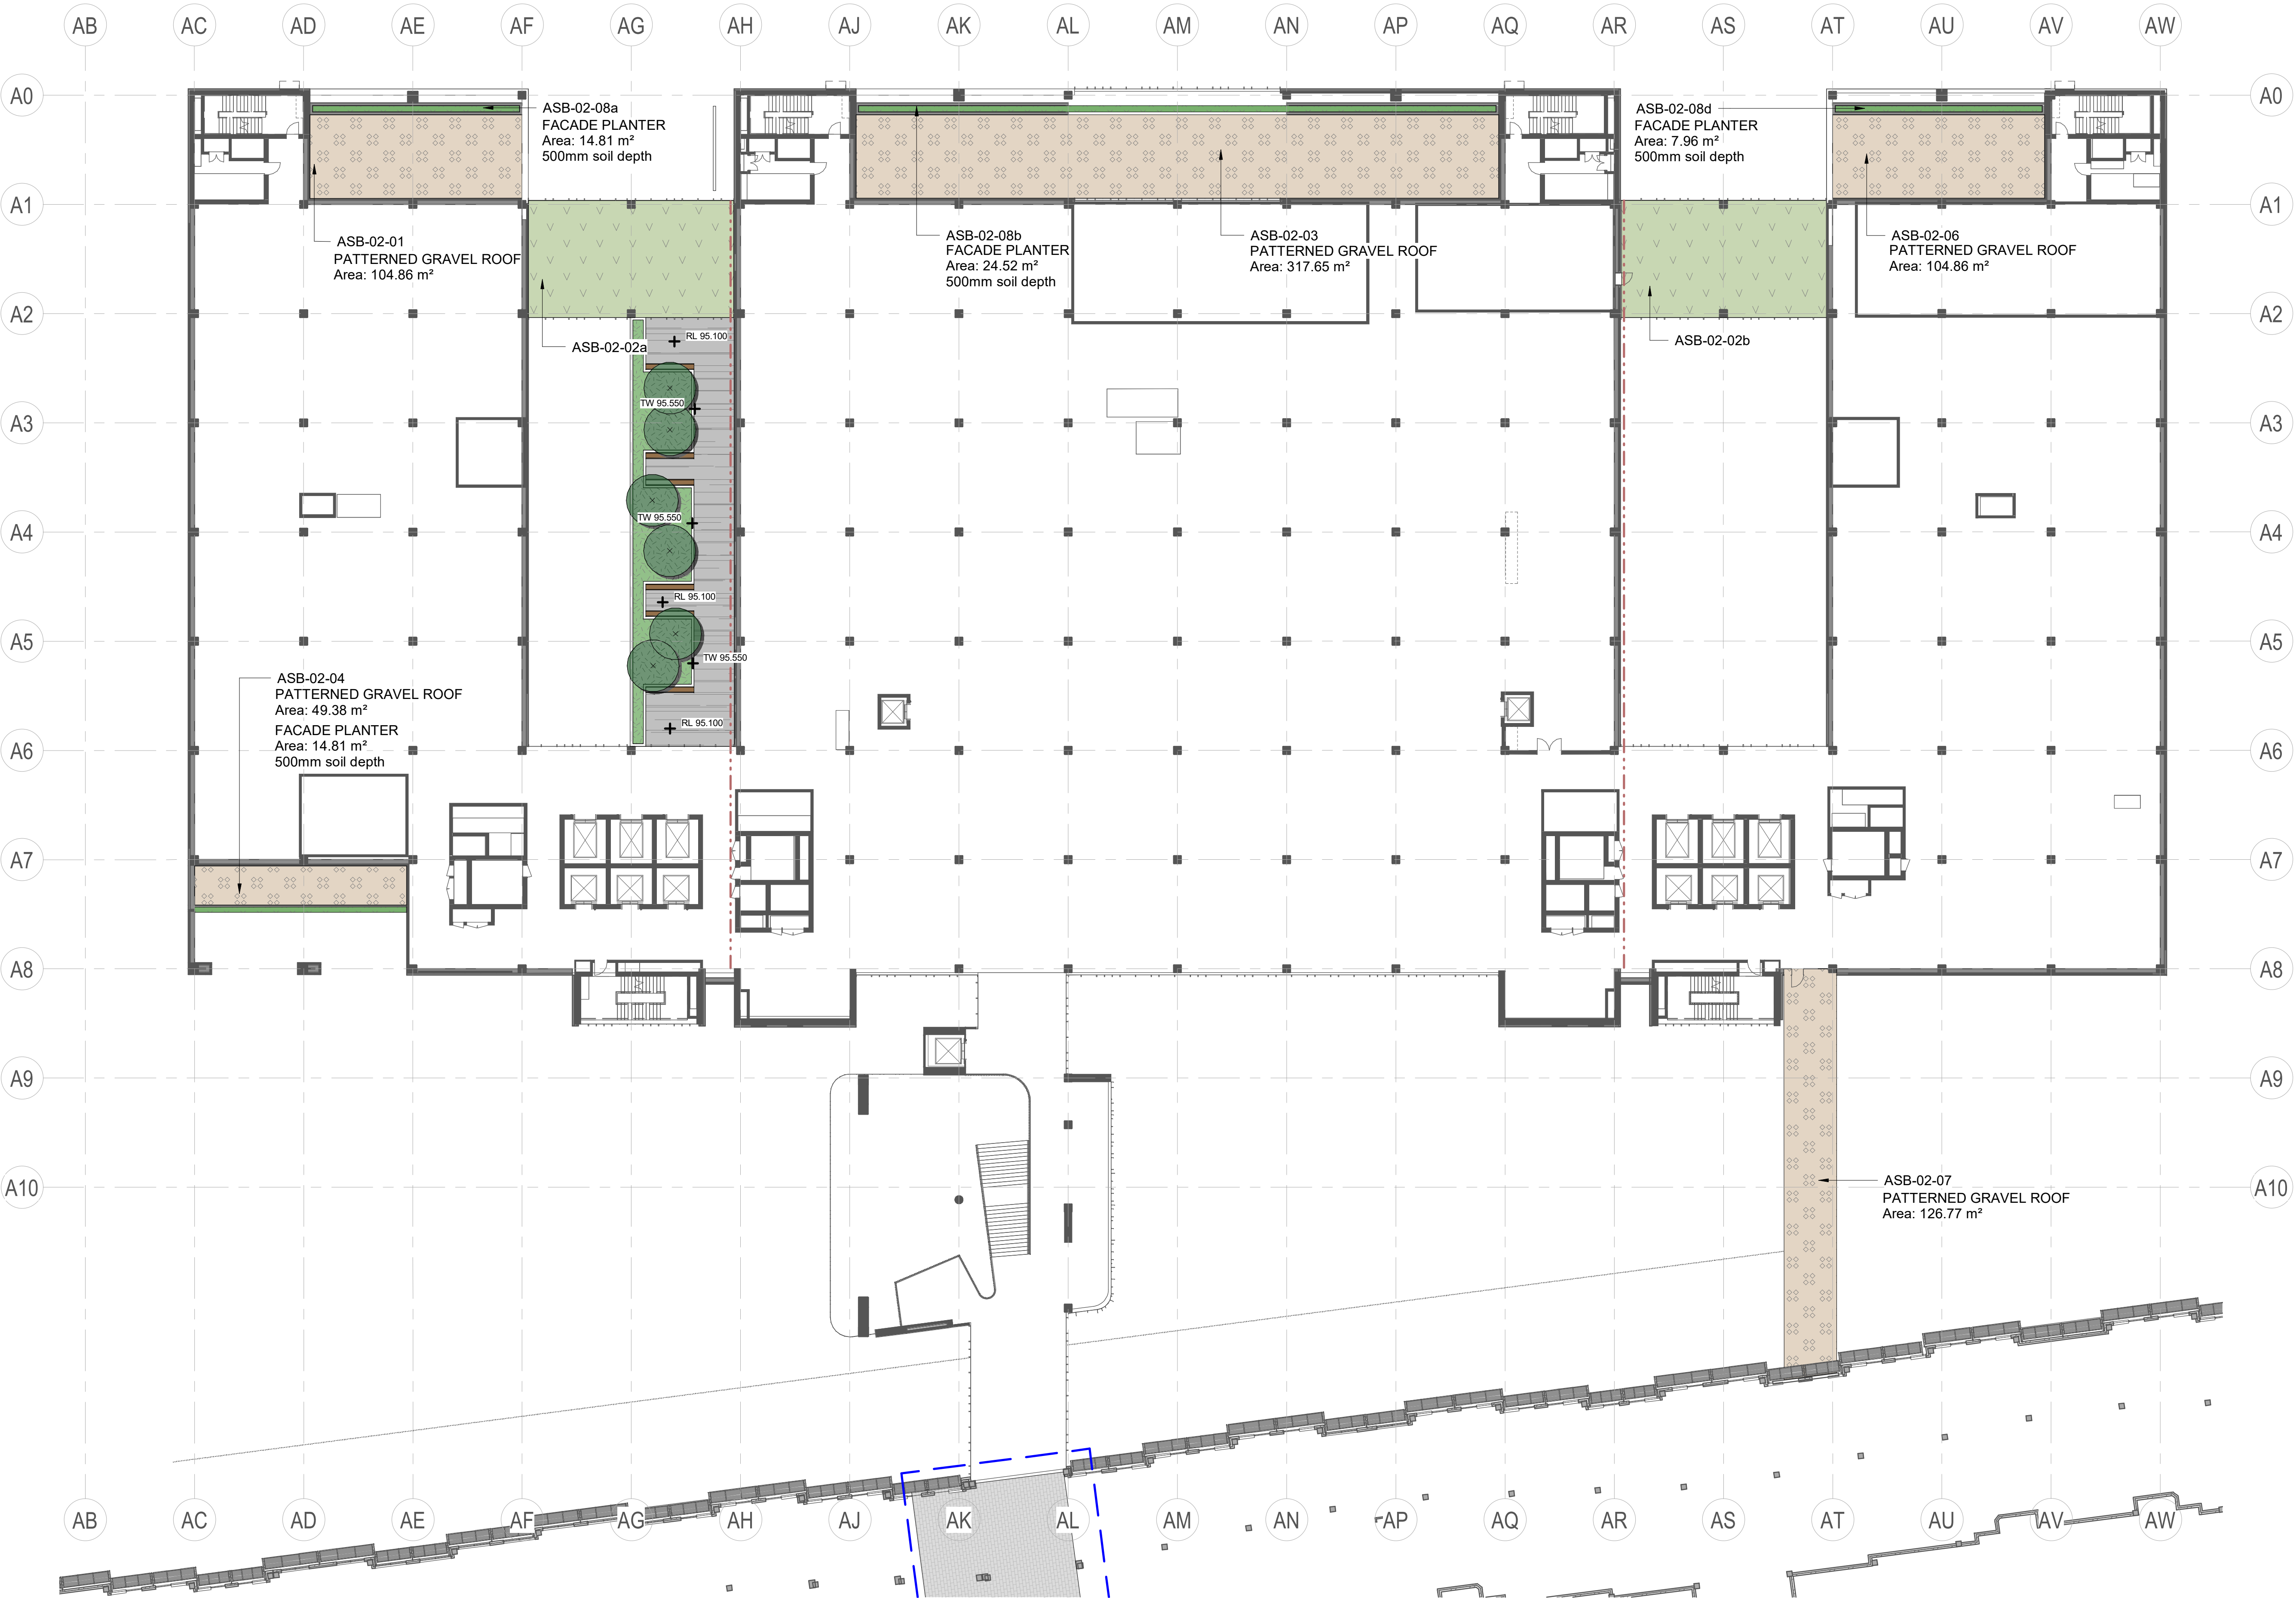 AB AC AD AE AF AG AH AJ AK AL AM AN AP AQ AR AS AT AU AV AW
A0 A0
ASB-02-08a
FACADE PLANTER
Area: 14.81 m²
500mm soil depth
ASB-02-08d
FACADE PLANTER
Area: 7.96 m²
500mm soil depth
A1 A1
ASB-02-01
PATTERNED GRAVEL ROOF
Area: 104.86 m²
ASB-02-08b
FACADE PLANTER
Area: 24.52 m²
500mm soil depth
ASB-02-03
PATTERNED GRAVEL ROOF
Area: 317.65 m²
ASB-02-06
PATTERNED GRAVEL ROOF
Area: 104.86 m²
A2 A2
ASB-02-02a
RL 95.100
ASB-02-02b
TW 95.550
A3 A3
TW 95.550
A4 A4
RL 95.100
A5 A5
TW 95.550
ASB-02-04
PATTERNED GRAVEL ROOF
Area: 49.38 m²
FACADE PLANTER
Area: 14.81 m²
500mm soil depth
RL 95.100
A6 A6
A7 A7
A8 A8
A9 A9
A10 A10
ASB-02-07
PATTERNED GRAVEL ROOF
Area: 126.77 m²
AB AC AD AE AF AG AH AJ AK AL AM AN AP AQ AR AS AT AU AV AW